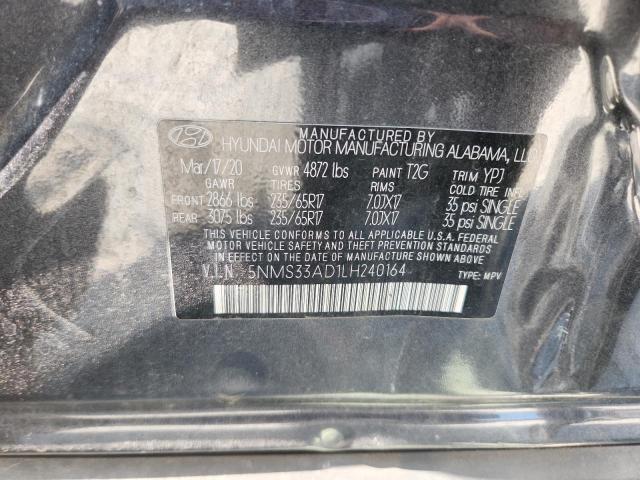 MANUFACTURED BY
HYUNDAI MOTOR MANUFACTURING ALABAMA, LLC
Mar/17/20 GVWR 4872 lbs PAINT T2G TRIM YPJ
GAWR TIRES RIMS COLD TIRE INFL
FRONT 2866 lbs 235/65R17 7.0JX17 35 psi SINGLE
REAR 3075 lbs 235/65R17 7.0JX17 35 psi SINGLE
THIS VEHICLE CONFORMS TO ALL APPLICABLE U.S.A. FEDERAL
MOTOR VEHICLE SAFETY AND THEFT PREVENTION STANDARDS
IN EFFECT ON THE DATE OF MANUFACTURE SHOWN ABOVE.
V.I.N : 5NMS33AD1LH240164 TYPE: MPV